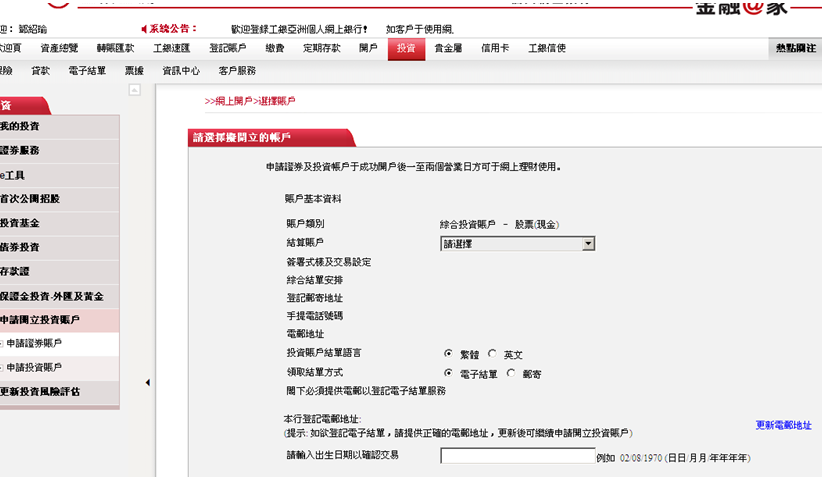 金融@家
迎：鄒紹瑜 系統公告： 歡迎登錄工銀亞洲個人網上銀行! 如客戶于使用網.
歡迎頁 資產總覽 轉賬匯款 工銀速匯 登記賬戶 繳費 定期存款 開戶 投資 貴金屬 信用卡 工銀信使 熱點關注
保險 貸款 電子結單 票據 資訊中心 客戶服務
>>網上開戶>選擇賬戶
資
我的投資
證券服務
e工具
首次公開招股
投資基金
債券投資
存款證
保證金投資-外匯及黃金
申請開立投資賬戶
申請證券賬戶
申請投資賬戶
更新投資風險評估
請選擇擬開立的帳戶
申請證券及投資帳戶于成功開戶後一至兩個營業日方可于網上理財使用。
賬戶基本資料
賬戶類別 綜合投資賬戶 - 股票(現金)
結算賬戶 請選擇
簽署式樣及交易設定
綜合結單安排
登記郵寄地址
手提電話號碼
電郵地址
投資賬戶結單語言 繁體 英文
領取結單方式 電子結單 郵寄
閣下必須提供電郵以登記電子結單服務
本行登記電郵地址:
(提示: 如欲登記電子結單，請提供正確的電郵地址，更新後可繼續申請開立投資賬戶) 更新電郵地址
請輸入出生日期以確認交易 例如 02/08/1970 (日日/月月/年年年年)